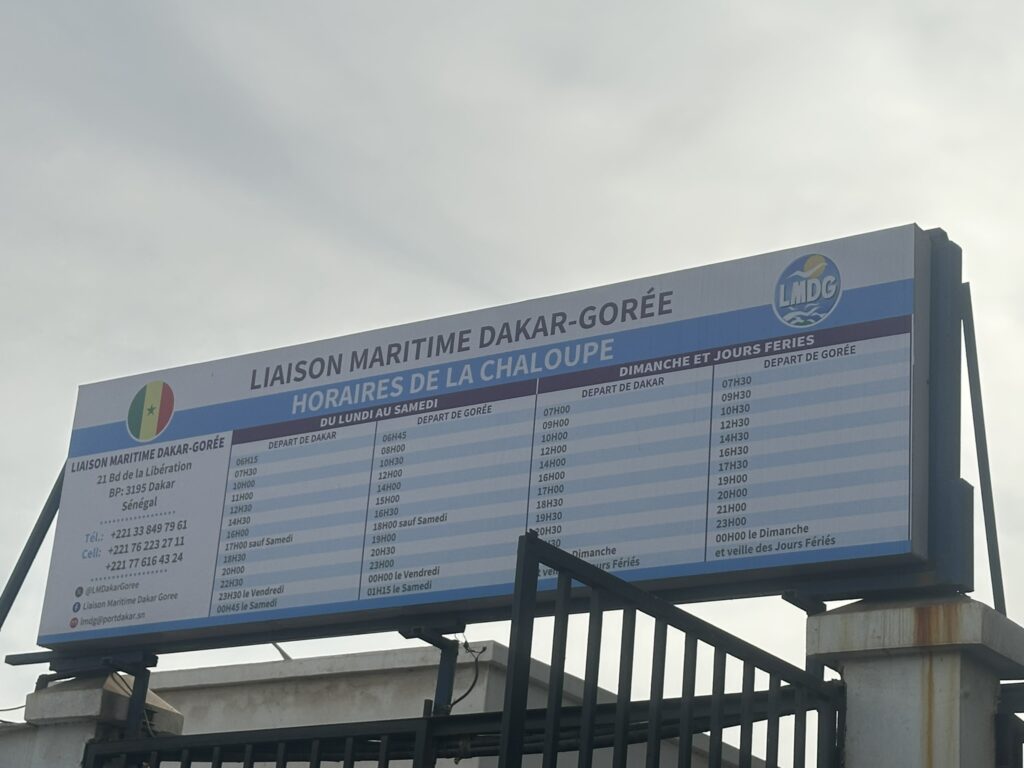 LIAISON MARITIME DAKAR-GORÉE
HORAIRES DE LA CHALOUPE
LMDG
LIAISON MARITIME DAKAR-GORÉE
21 Bd de la Libération
BP: 3195 Dakar
Sénégal
Tél.: +221 33 849 79 61
Cell: +221 76 223 27 11
+221 77 616 43 24
@LMDakarGoree
Liaison Maritime Dakar Goree
lmdg@portdakar.sn
DU LUNDI AU SAMEDI
DEPART DE DAKAR
06H15
07H30
10H00
11H00
12H30
14H30
16H00
17H00 sauf Samedi
18H30
20H00
22H30
23H30 le Vendredi
00H45 le Samedi
DEPART DE GORÉE
06H45
08H00
10H30
12H00
14H00
15H00
16H30
18H00 sauf Samedi
19H00
20H30
23H00
00H00 le Vendredi
01H15 le Samedi
DIMANCHE ET JOURS FERIES
DEPART DE DAKAR
07H00
09H00
10H00
12H00
14H00
16H00
17H00
18H30
19H30
20H30
Dimanche
et veille des Jours Fériés
DEPART DE GORÉE
07H30
09H30
10H30
12H30
14H30
16H30
17H30
19H00
20H00
21H00
23H00
00H00 le Dimanche
et veille des Jours Fériés